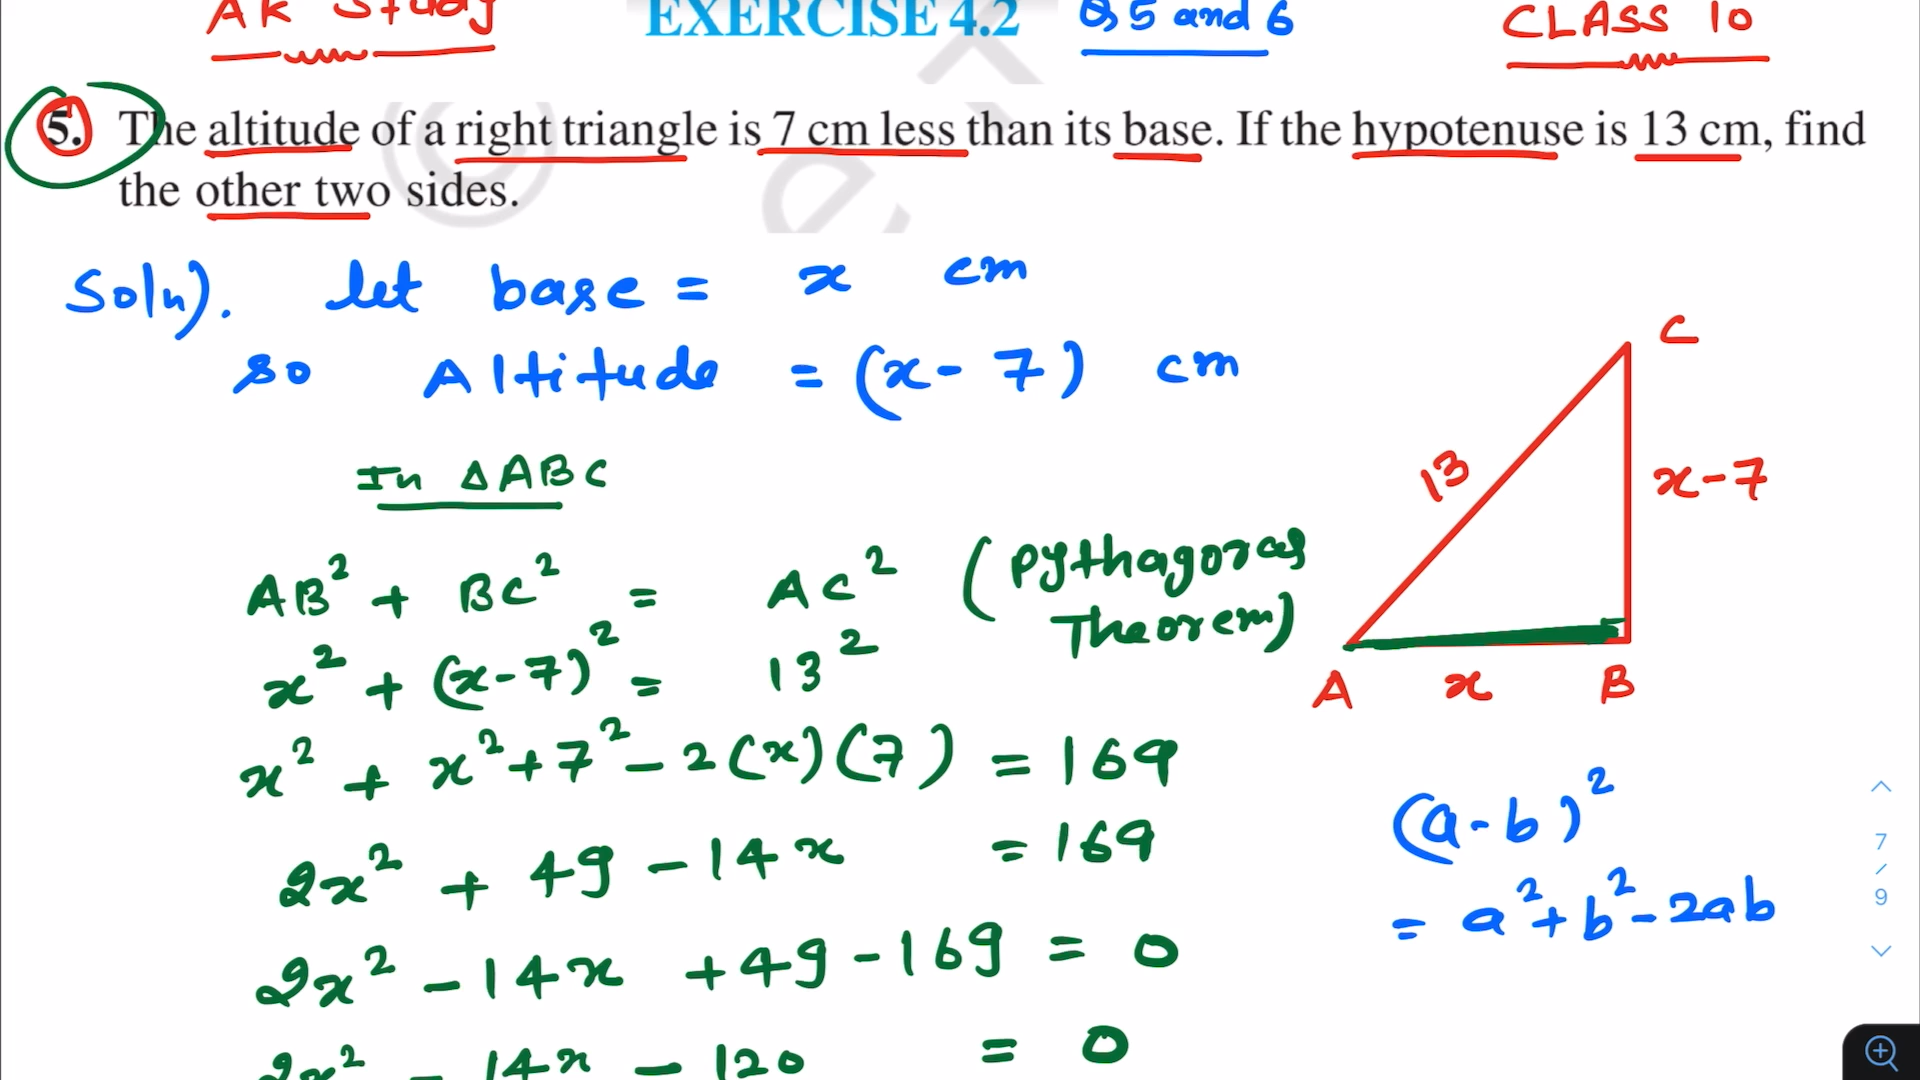 AK Study EXERCISE 4.2 Q 5 and 6 CLASS 10
5. The altitude of a right triangle is 7 cm less than its base. If the hypotenuse is 13 cm, find
the other two sides.
Soln). let base = x cm
so Altitude = (x-7) cm
In ΔABC
AB² + BC² = AC² (Pythagoras
Theorem)
x² + (x-7)² = 13²
x² + x²+7²-2(x)(7) = 169
2x² + 49 - 14x = 169
2x² - 14x + 49 - 169 = 0
2x² - 14x - 120 = 0
C
13
x-7
A x B
(a-b)²
= a²+b²-2ab
7
/
9